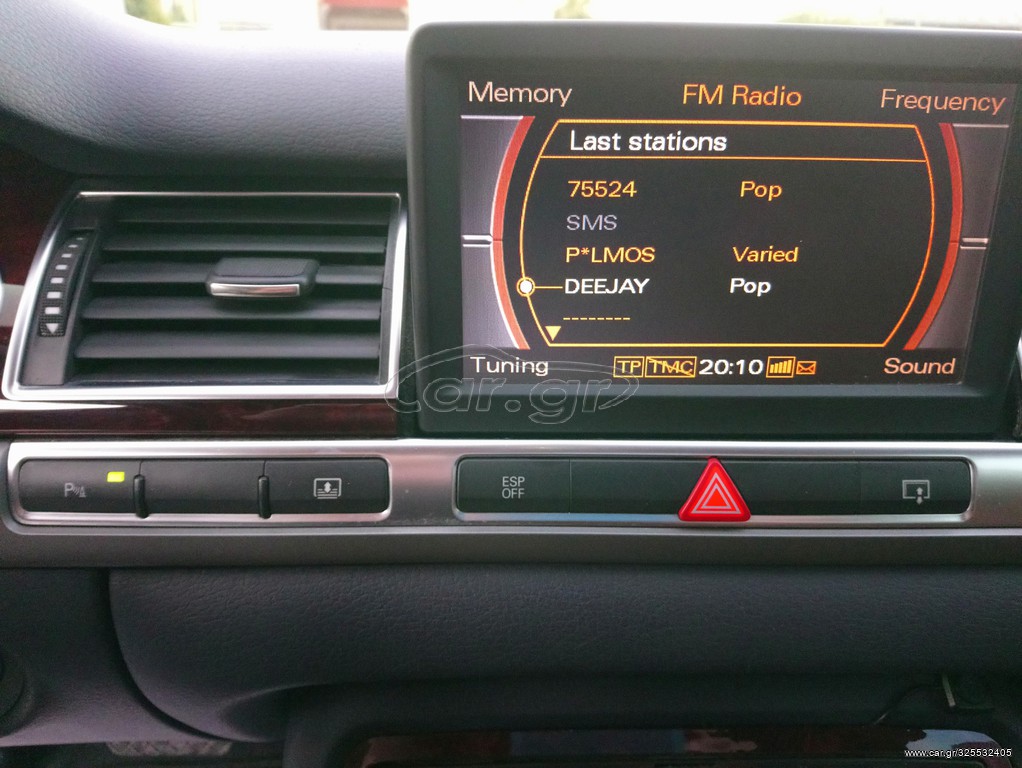 Memory FM Radio Frequency
Last stations
75524 Pop
SMS
P*LMOS Varied
DEEJAY Pop
--------
Tuning TP TMC 20:10 Sound
car.gr
P
ESP
OFF
www.car.gr/325532405